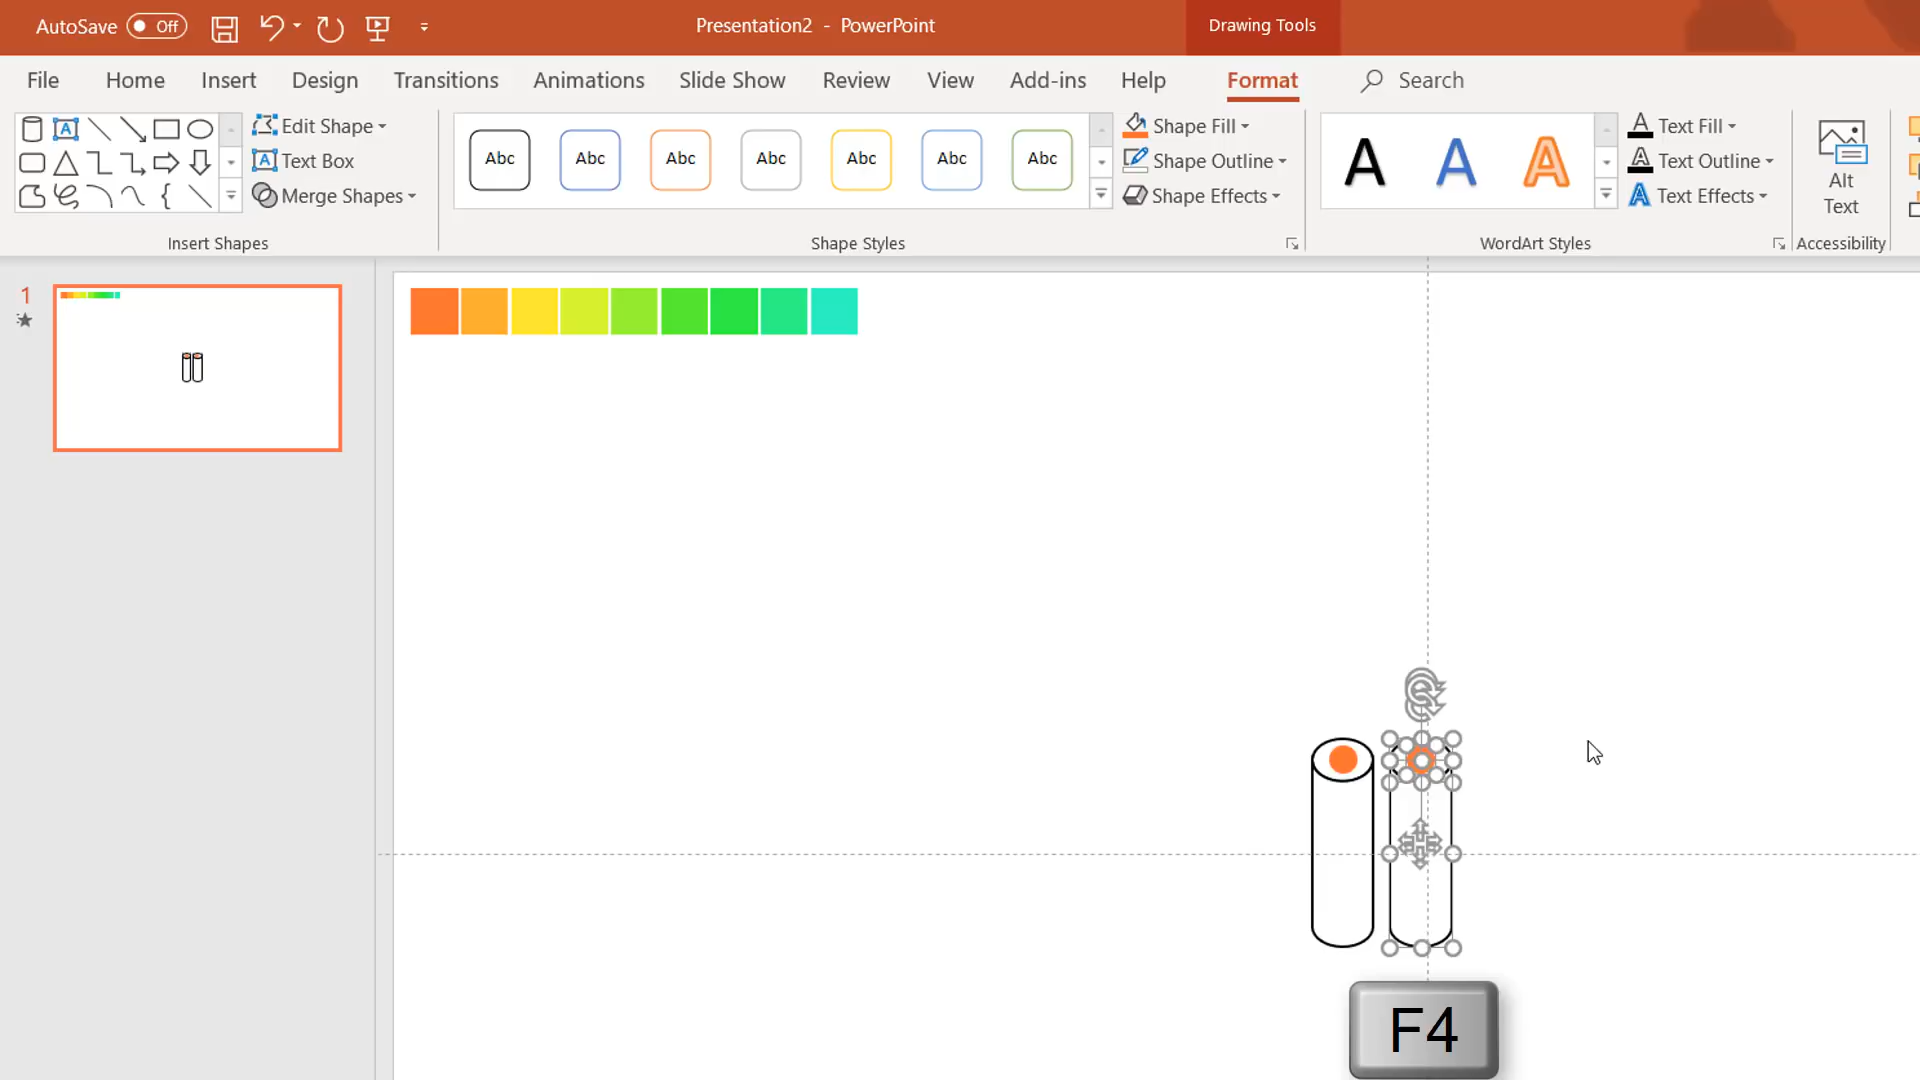 AutoSave Off
Presentation2 - PowerPoint
Drawing Tools
File Home Insert Design Transitions Animations Slide Show Review View Add-ins Help Format Search
A
Edit Shape
A Text Box
Merge Shapes
Insert Shapes
Abc Abc Abc Abc Abc Abc Abc
Shape Fill
Shape Outline
Shape Effects
Shape Styles
A A A
A Text Fill
A Text Outline
A Text Effects
WordArt Styles
Alt
Text
Accessibility
1
F4